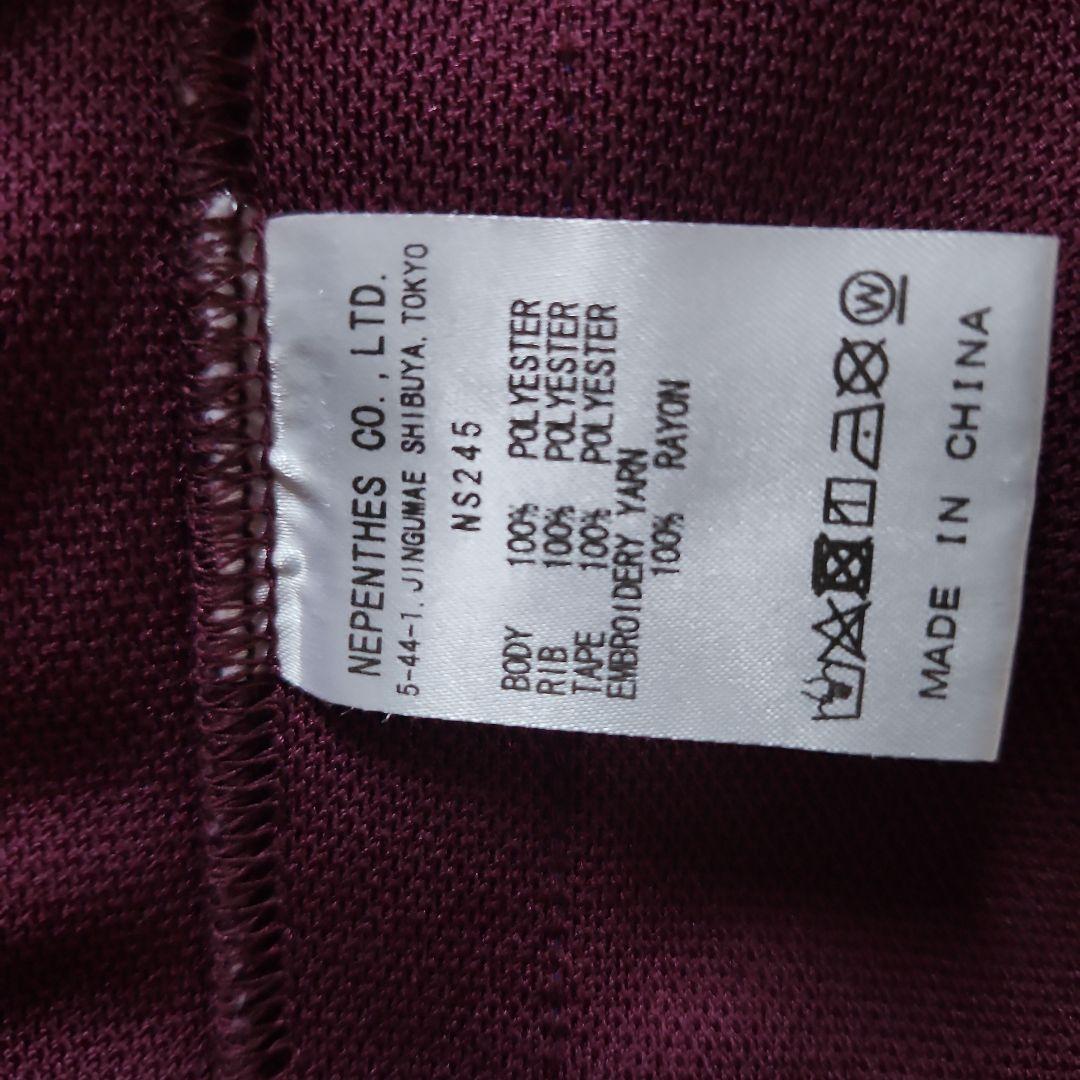 NEPENTHES CO., LTD.
5-44-1, JINGUMAE SHIBUYA, TOKYO
NS245
BODY 100% POLYESTER
RIB 100% POLYESTER
TAPE 100% POLYESTER
EMBROIDERY YARN
100% RAYON
W
MADE IN CHINA